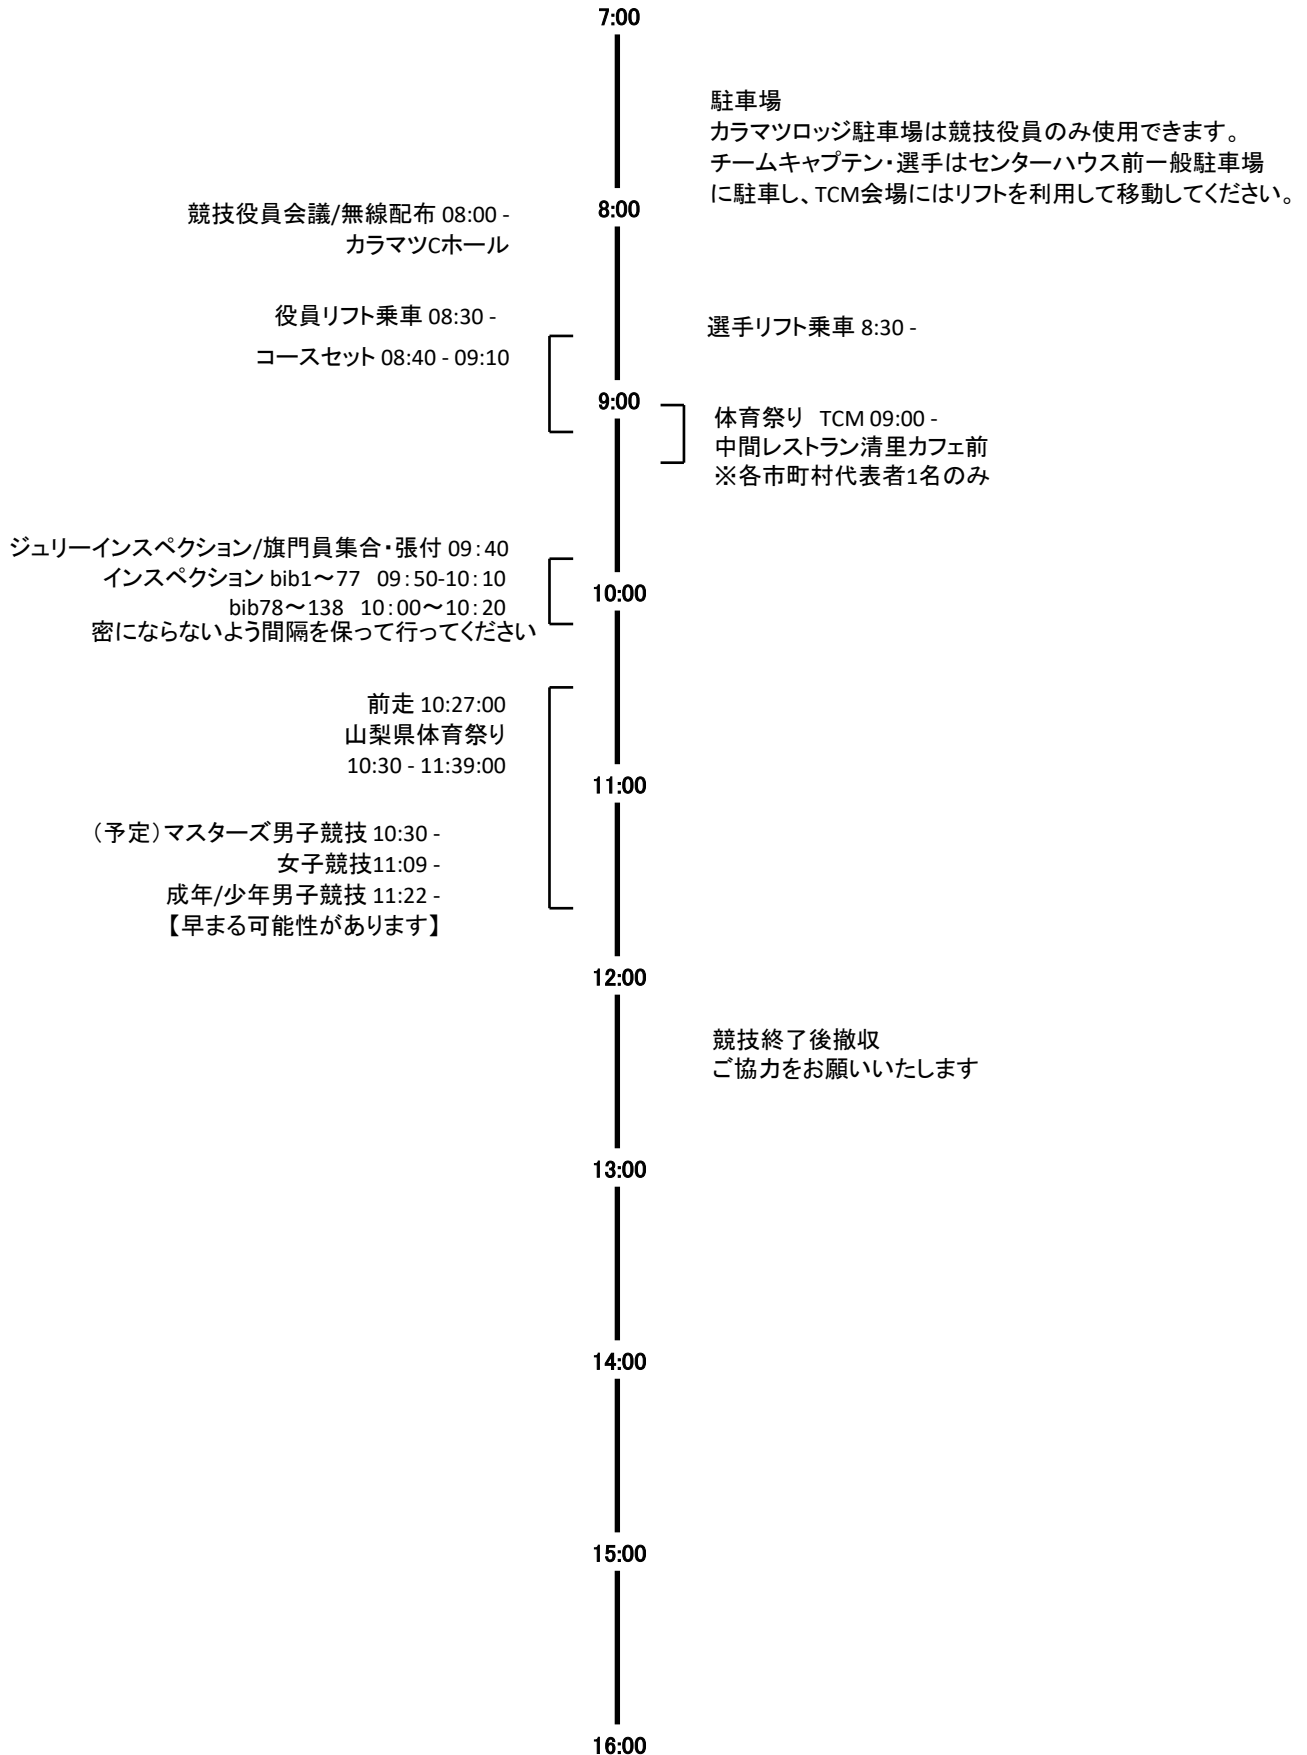 7:00
駐車場
カラマツロッジ駐車場は競技役員のみ使用できます。
チームキャプテン・選手はセンターハウス前一般駐車場
に駐車し、TCM会場にはリフトを利用して移動してください。
8:00
競技役員会議/無線配布 08:00 -
カラマツCホール
役員リフト乗車 08:30 -
選手リフト乗車 8:30 -
コースセット 08:40 - 09:10
9:00
体育祭り TCM 09:00 -
中間レストラン清里カフェ前
※各市町村代表者1名のみ
ジュリーインスペクション/旗門員集合・張付 09:40
インスペクション bib1～77 09:50-10:10
bib78～138 10:00～10:20
密にならないよう間隔を保って行ってください
10:00
前走 10:27:00
山梨県体育祭り
10:30 - 11:39:00
11:00
（予定）マスターズ男子競技 10:30 -
女子競技11:09 -
成年/少年男子競技 11:22 -
【早まる可能性があります】
12:00
競技終了後撤収
ご協力をお願いいたします
13:00
14:00
15:00
16:00